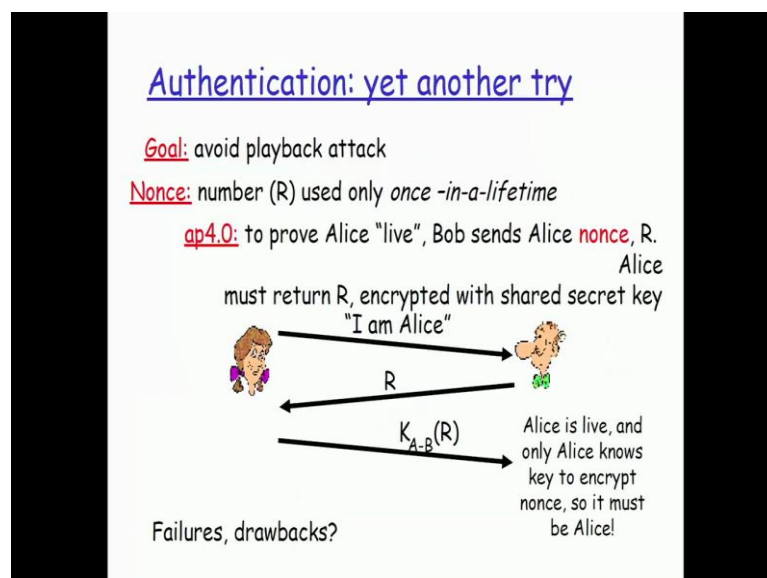 Authentication: yet another try
Goal: avoid playback attack
Nonce: number (R) used only once –in-a-lifetime
ap4.0: to prove Alice “live”, Bob sends Alice nonce, R.
Alice
must return R, encrypted with shared secret key
“I am Alice”
R
K_A-B(R)
Alice is live, and
only Alice knows
key to encrypt
nonce, so it must
be Alice!
Failures, drawbacks?